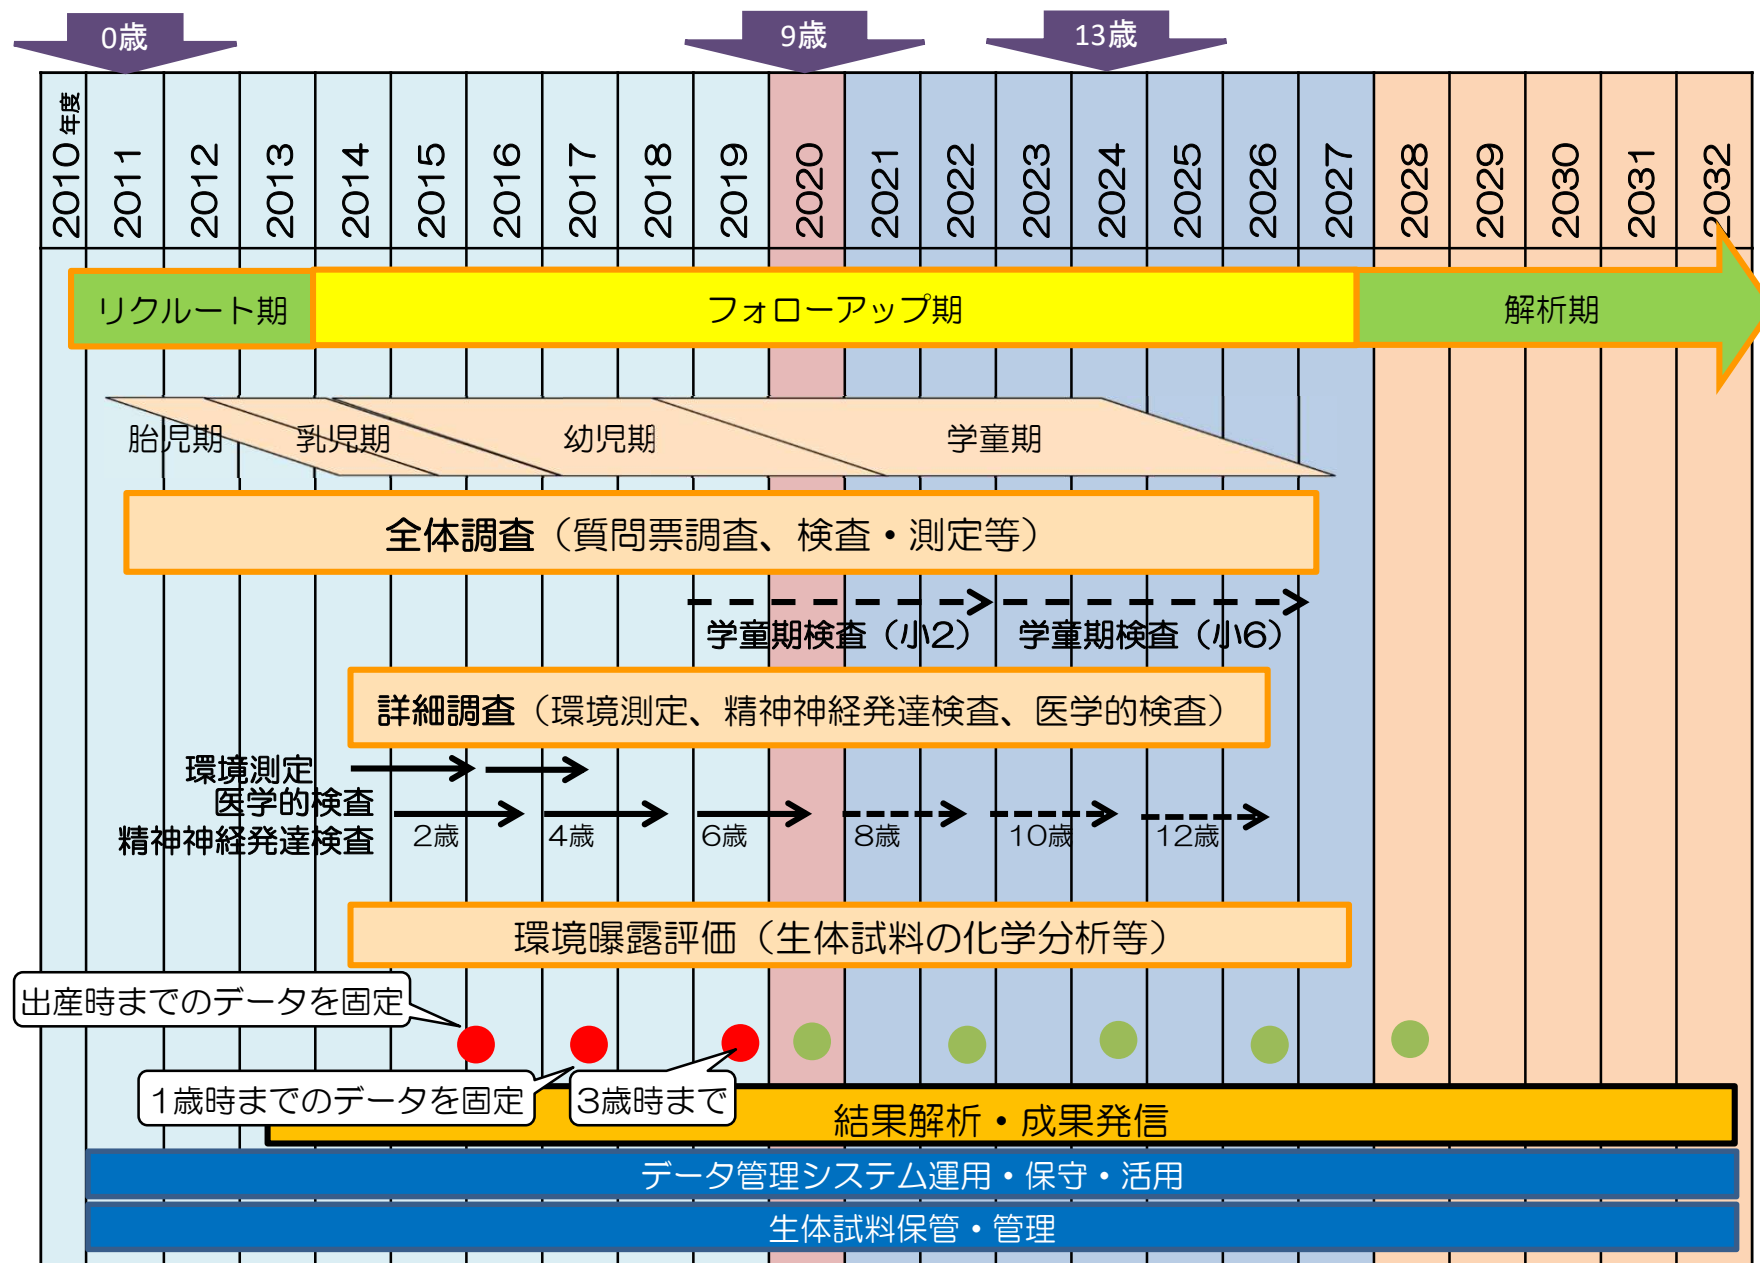 0歳
9歳
13歳
2010年度
2011
2012
2013
2014
2015
2016
2017
2018
2019
2020
2021
2022
2023
2024
2025
2026
2027
2028
2029
2030
2031
2032
リクルート期
フォローアップ期
解析期
胎児期
乳児期
幼児期
学童期
全体調査（質問票調査、検査・測定等）
学童期検査（小2）
学童期検査（小6）
詳細調査（環境測定、精神神経発達検査、医学的検査）
環境測定
医学的検査
精神神経発達検査
2歳
4歳
6歳
8歳
10歳
12歳
環境曝露評価（生体試料の化学分析等）
出産時までのデータを固定
1歳時までのデータを固定
3歳時まで
結果解析・成果発信
データ管理システム運用・保守・活用
生体試料保管・管理